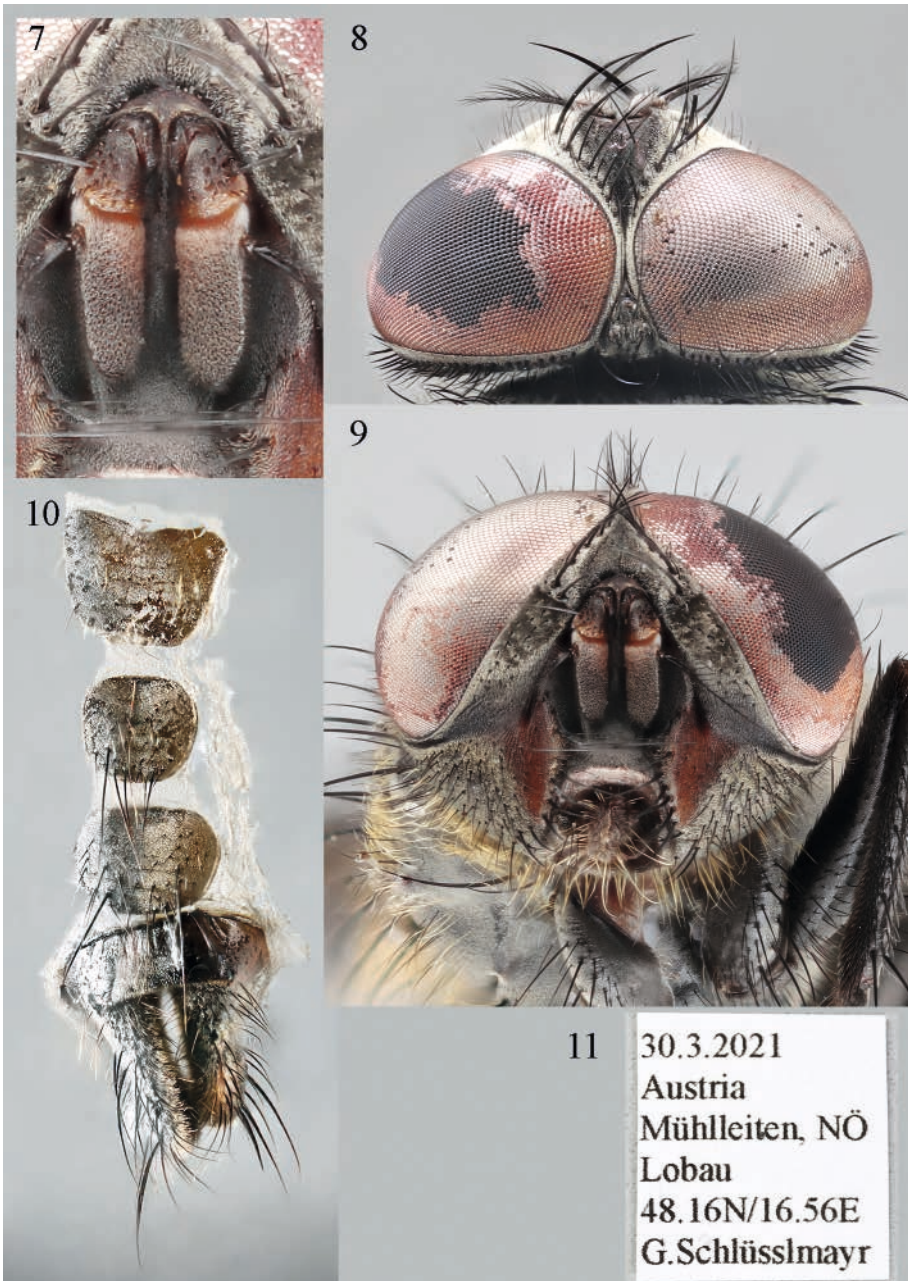 7
8
9
10
11
30.3.2021
Austria
Mühlleiten, NÖ
Lobau
48.16N/16.56E
G.Schlüsslmayr